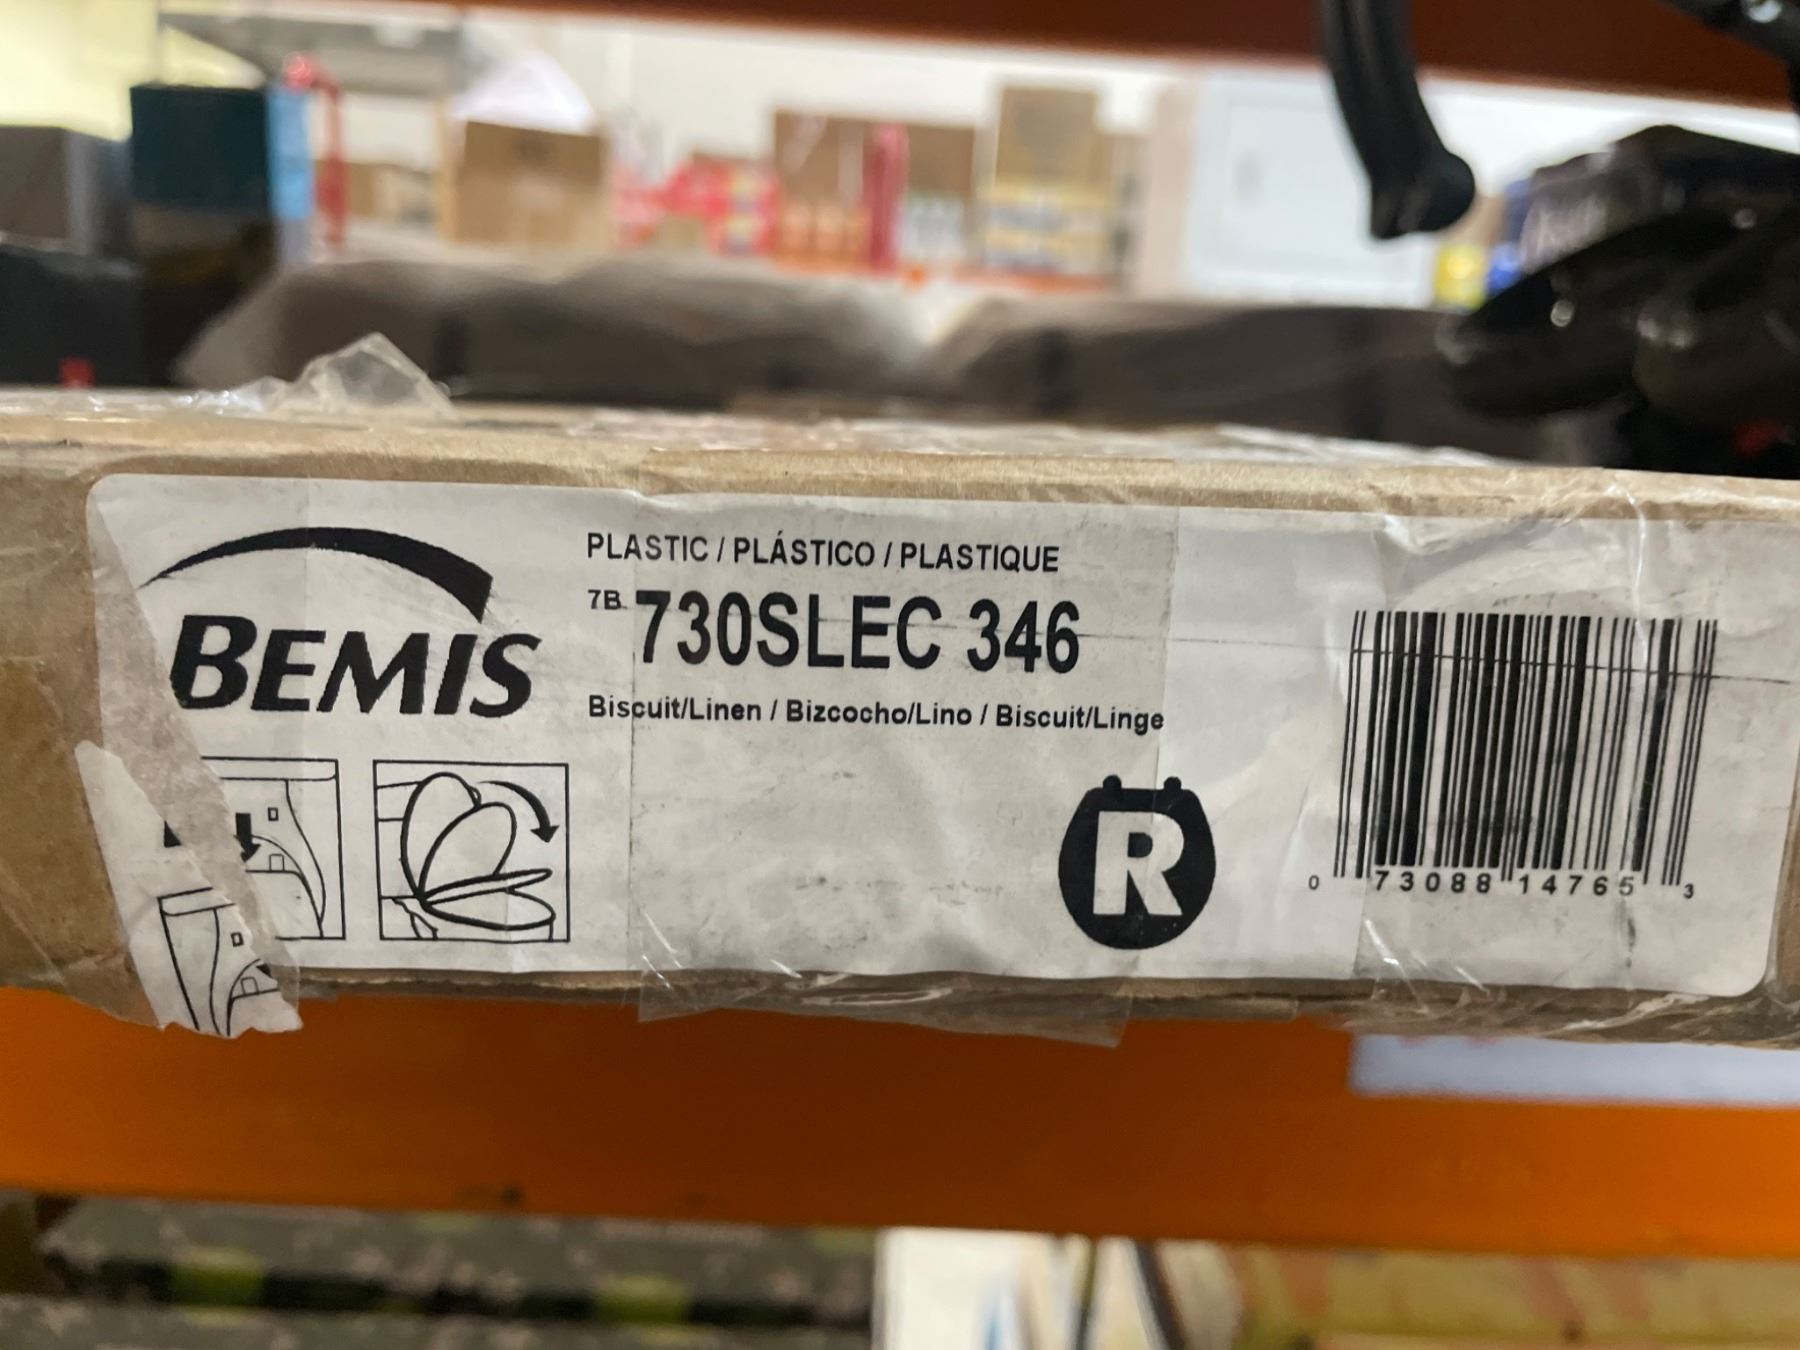 BEMIS
PLASTIC / PLÁSTICO / PLASTIQUE
7B 730SLEC 346
Biscuit/Linen / Bizcocho/Lino / Biscuit/Linge
R
0 73088 14765 3